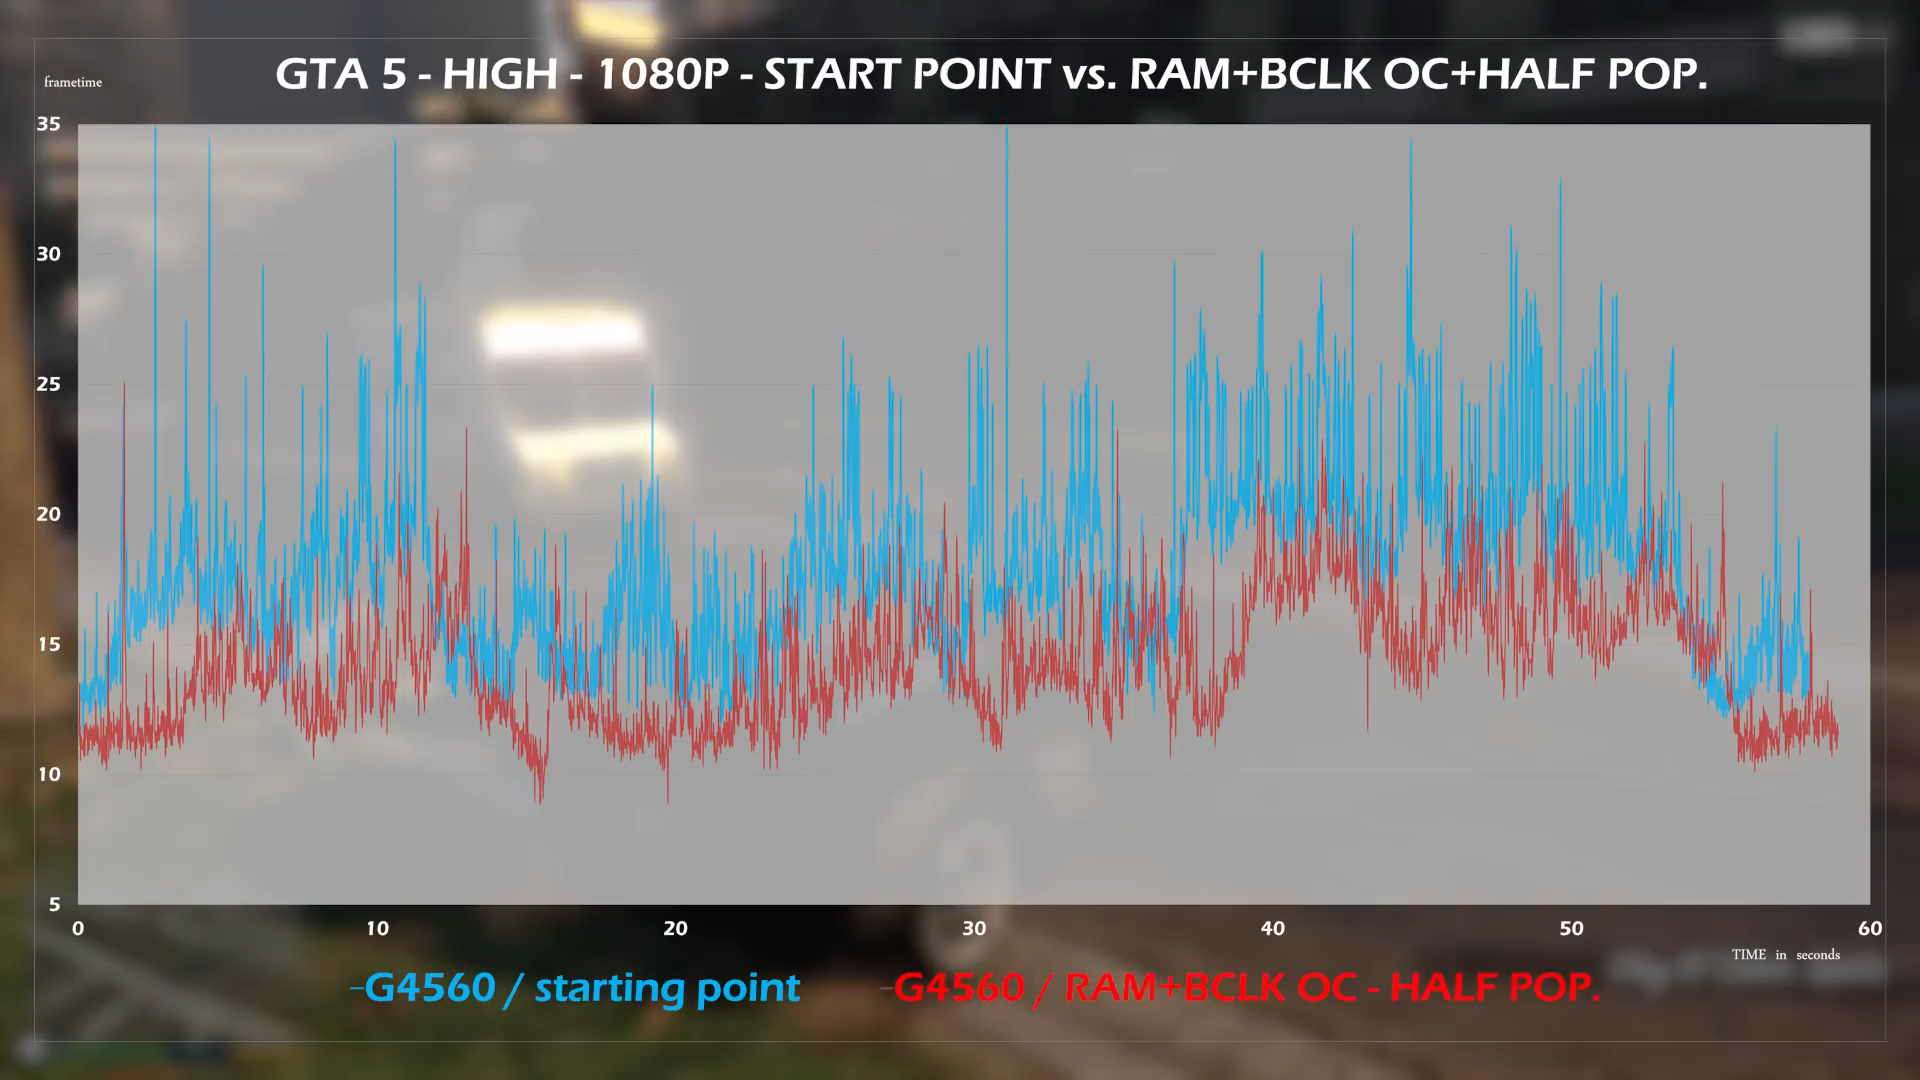 GTA 5 - HIGH - 1080P - START POINT vs. RAM+BCLK OC+HALF POP.
frametime
35
30
25
20
15
10
5
0 10 20 30 40 50 60
TIME in seconds
-G4560 / starting point -G4560 / RAM+BCLK OC - HALF POP.